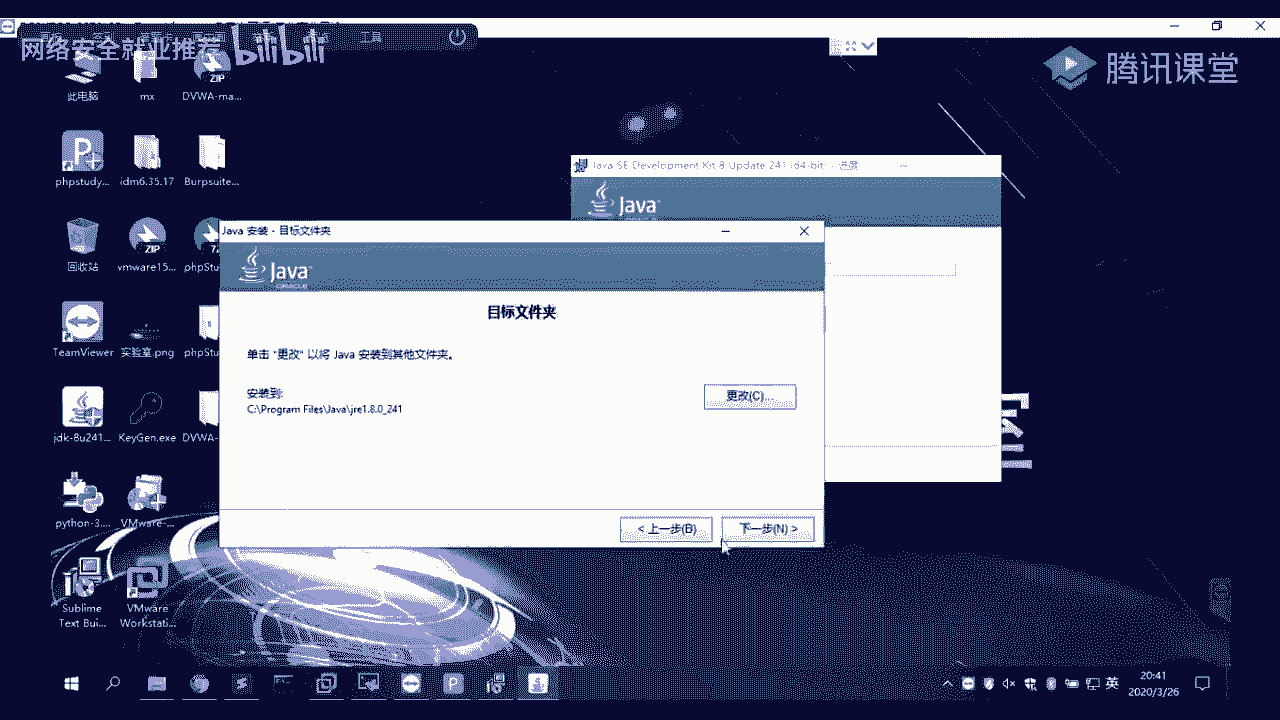 网络安全就业推荐 bilibili
工具
腾讯课堂
此电脑
mx
ZIP
DVWA-ma...
phpstudy...
idm6.35.17
Burpsuite...
Java SE Development Kit 8 Update 241 (64-bit) - 进度
Java
回收站
ZIP
vmware15...
phpStu
Java 安装 - 目标文件夹
Java
ORACLE
目标文件夹
单击 "更改" 以将 Java 安装到其他文件夹。
安装到:
C:\Program Files\Java\jre1.8.0_241
更改(C)...
< 上一步(B)
下一步(N) >
TeamViewer
实验室.png
phpStu
jdk-8u241...
KeyGen.exe
DVWA-
python-3....
VMware-...
Sublime
Text Bui...
VMware
Workstati...
英
20:41
2020/3/26